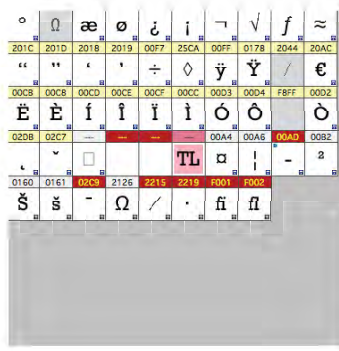 ° Ω æ ø ¿ ¡ ¬ √ ƒ ≈
201C 201D 2018 2019 00F7 25CA 00FF 0178 2044 20AC
“ ” ‘ ’ ÷ ◊ ÿ Ÿ ⁄ €
00CB 00C8 00CD 00CE 00CF 00CC 00D3 00D4 F8FF 00D2
Ë È Í Î Ï Ì Ó Ô Ò
02DB 02C7 --- --- --- --- 00A4 00A6 00AD 00B2
˛ ˇ □ TL ¤ ¦ - ²
0160 0161 02C9 2126 2215 2219 F001 F002
Š š ˉ Ω ∕ ∙ fi fl